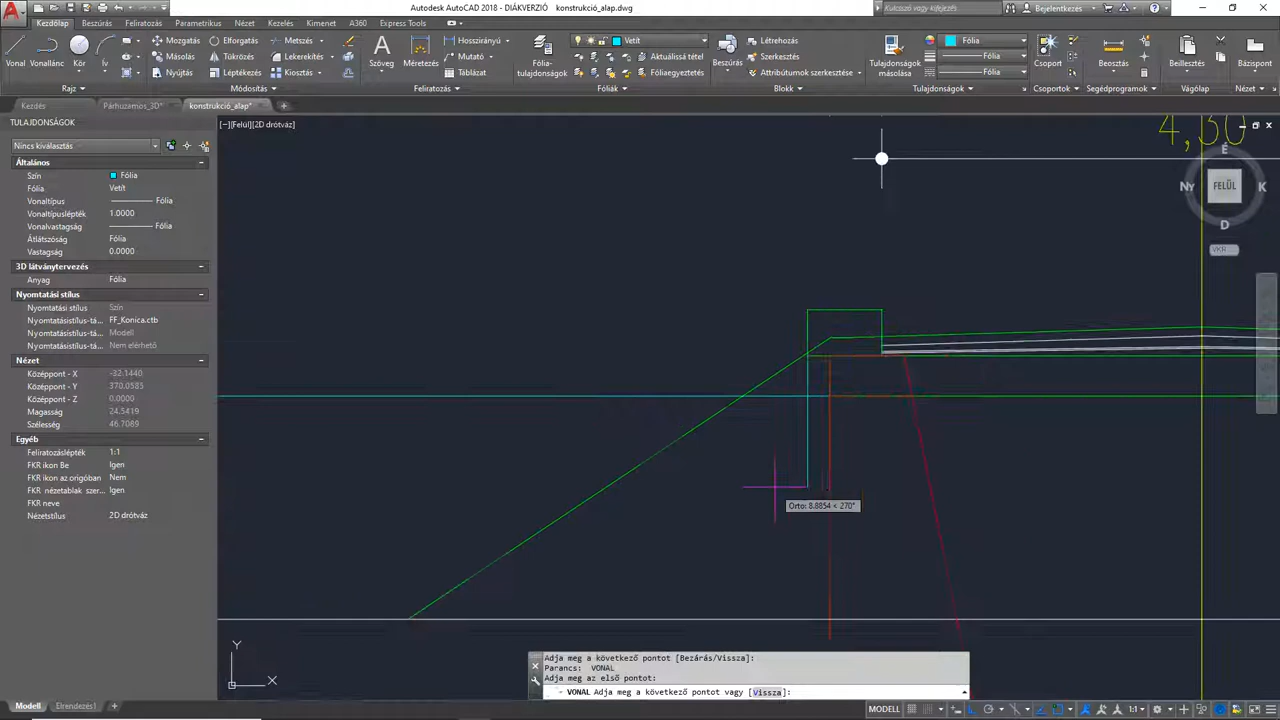 Autodesk AutoCAD 2018 - DIÁKVERZIÓ konstrukció_alap.dwg
Kulcsszó vagy kifejezés
Bejelentkezés
Kezdőlap Beszúrás Feliratozás Parametrikus Nézet Kezelés Kimenet A360 Express Tools
Vonal Vonallánc Kör Ív
Mozgatás Elforgatás Metszés
Másolás Tükrözés Lekerekítés
Nyújtás Léptékezés Kiosztás
Szöveg Méretezés
Hosszirányú
Mutató
Táblázat
Fólia-
tulajdonságok
Vetít
Aktuálissá tétel
Fóliaegyeztetés
Beszúrás
Létrehozás
Szerkesztés
Attribútumok szerkesztése
Tulajdonságok
másolása
Fólia
Fólia
Fólia
Csoport Beosztás Beillesztés Bázispont
Rajz Módosítás Feliratozás Fóliák Blokk Tulajdonságok Csoportok Segédprogramok Vágólap Nézet
Kezdés Párhuzamos_3D* konstrukció_alap*
TULAJDONSÁGOK
[−][Felül][2D drótváz]
4,30
Nincs kiválasztás
Általános
Szín Fólia
Fólia Vetít
Vonaltípus Fólia
Vonaltípuslépték 1.0000
Vonalvastagság Fólia
Átlátszóság Fólia
Vastagság 0.0000
3D látványtervezés
Anyag Fólia
Nyomtatási stílus
Nyomtatási stílus Szín
Nyomtatásistílus-tá... FF_Konica.ctb
Nyomtatásistílus-tá... Modell
Nyomtatásistílus-tá... Nem elérhető
Nézet
Középpont - X -32.1440
Középpont - Y 370.0585
Középpont - Z 0.0000
Magasság 24.5419
Szélesség 46.7089
Egyéb
Feliratozáslépték 1:1
FKR ikon Be Igen
FKR ikon az origóban Nem
FKR nézetablak szer... Igen
FKR neve
Nézetstílus 2D drótváz
É
Ny FELÜL K
D
VKR
Orto: 8.8854 < 270°
Y
X
Adja meg a következő pontot [Bezárás/Vissza]:
Parancs: VONAL
Adja meg az első pontot:
VONAL Adja meg a következő pontot vagy [vissza]:
Modell Elrendezés1
MODELL 1:1